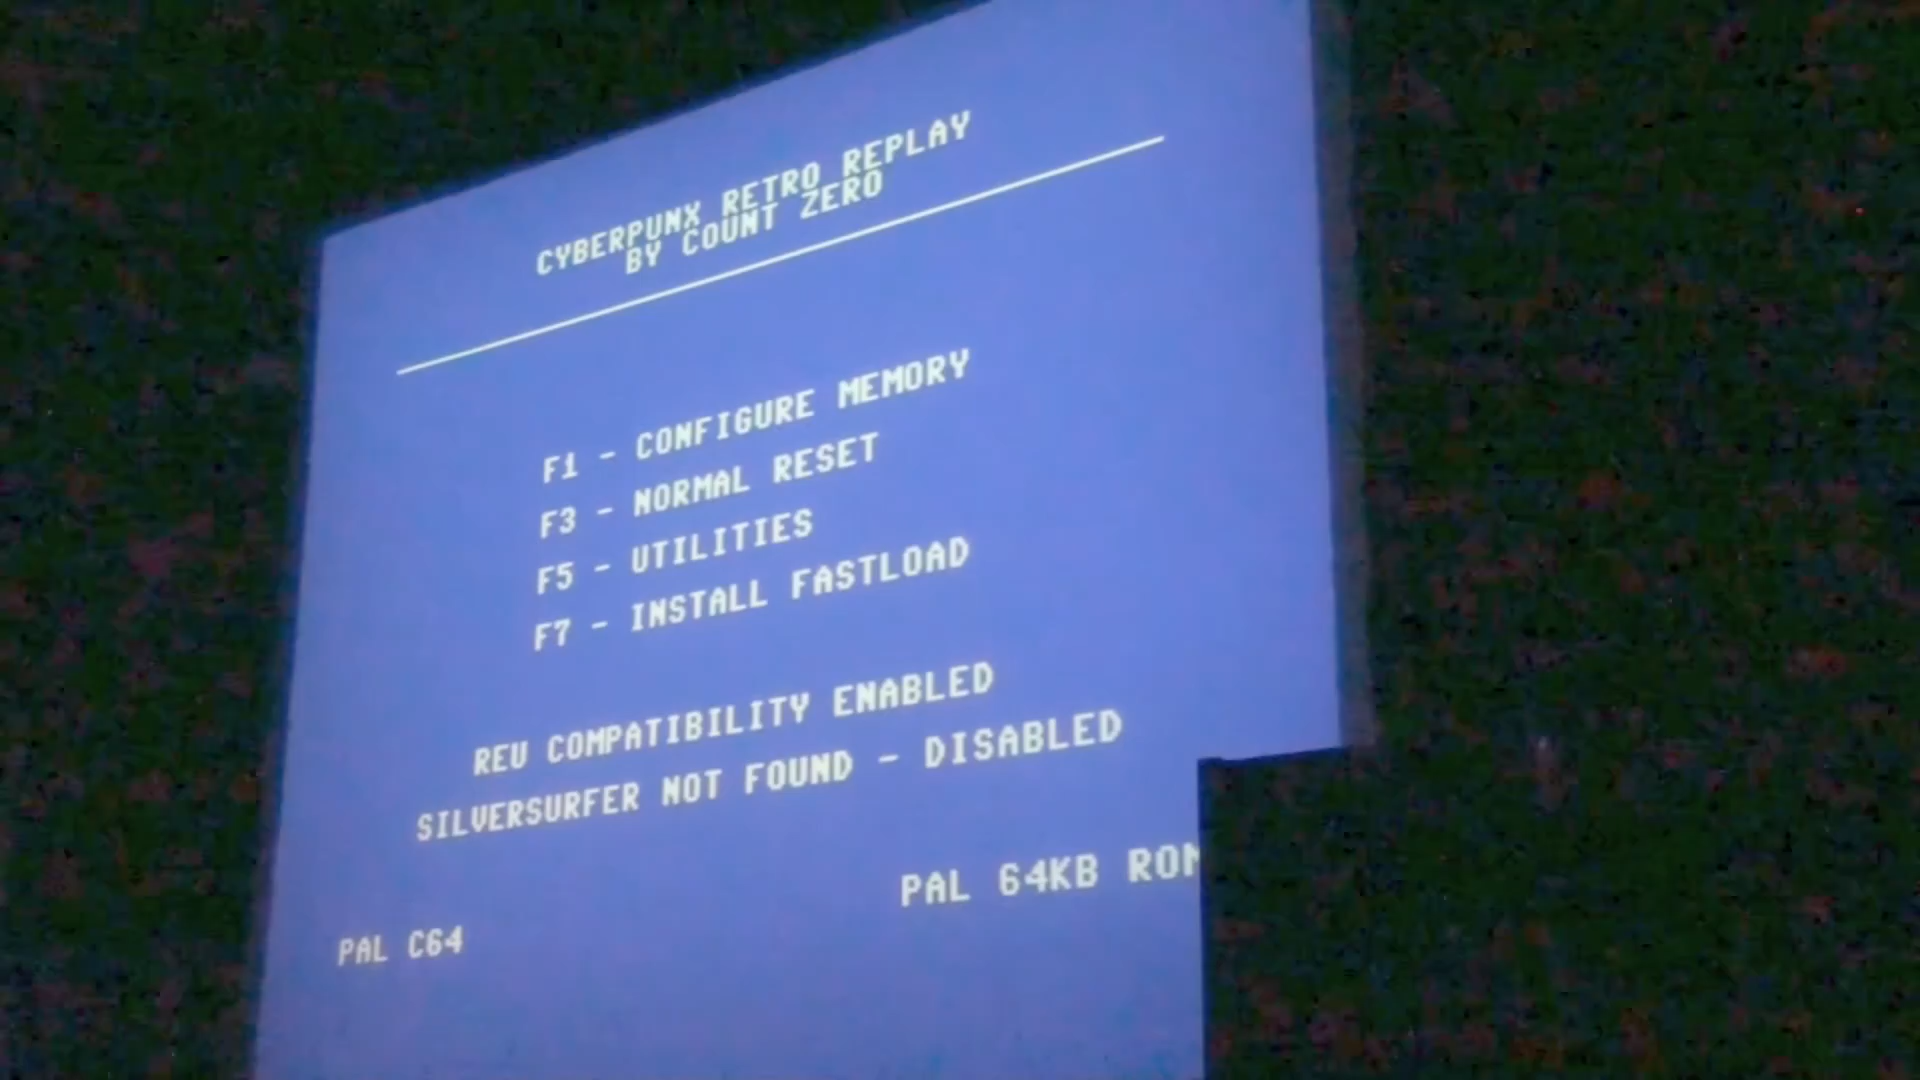 CYBERPUNX RETRO REPLAY
BY COUNT ZERO
F1 - CONFIGURE MEMORY
F3 - NORMAL RESET
F5 - UTILITIES
F7 - INSTALL FASTLOAD
REU COMPATIBILITY ENABLED
SILVERSURFER NOT FOUND - DISABLED
PAL 64KB
PAL C64